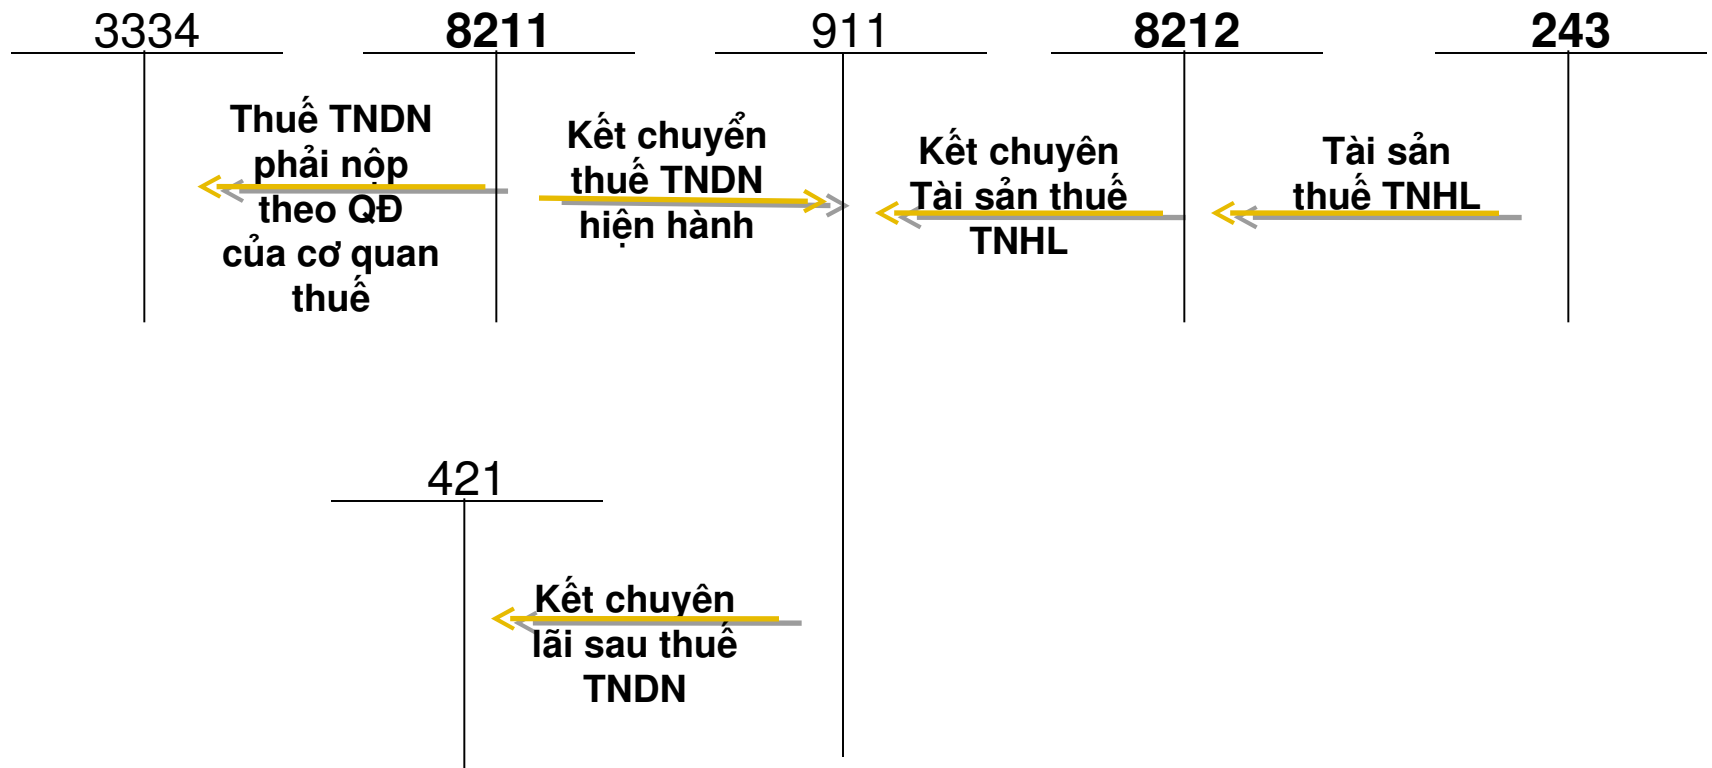 3334
8211
911
8212
243
Thuế TNDN
phải nộp
theo QĐ
của cơ quan
thuế
Kết chuyển
thuế TNDN
hiện hành
Kết chuyên
Tài sản thuế
TNHL
Tài sản
thuế TNHL
421
Kết chuyên
lãi sau thuế
TNDN